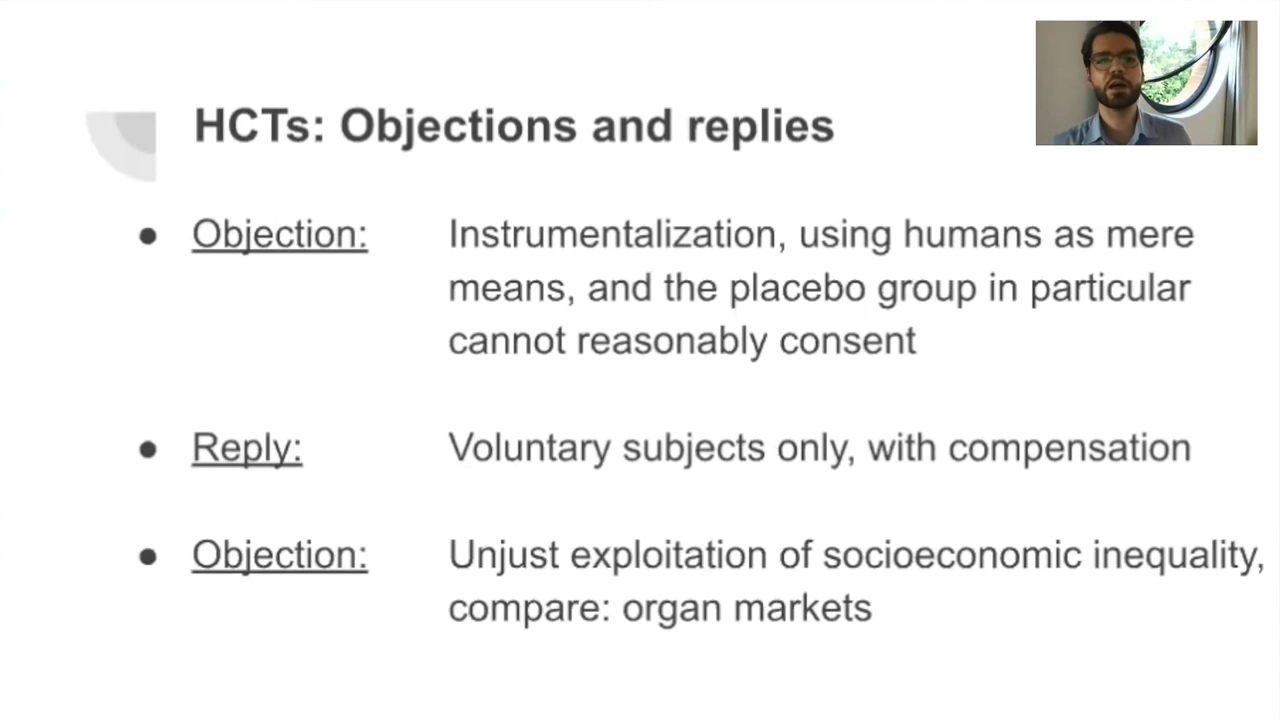 HCTs: Objections and replies
● Objection: Instrumentalization, using humans as mere
means, and the placebo group in particular
cannot reasonably consent
● Reply: Voluntary subjects only, with compensation
● Objection: Unjust exploitation of socioeconomic inequality,
compare: organ markets